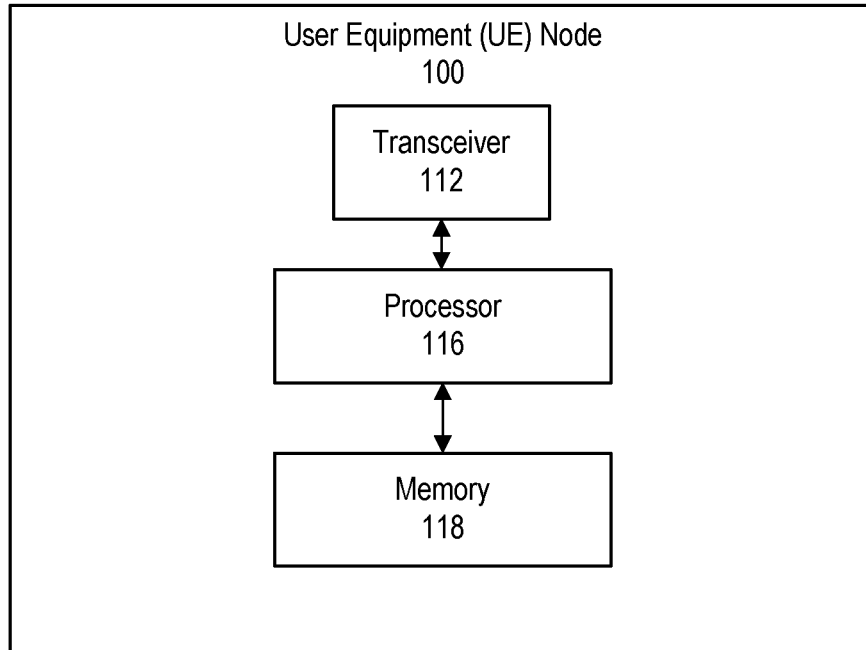 User Equipment (UE) Node
100
Transceiver
112
Processor
116
Memory
118